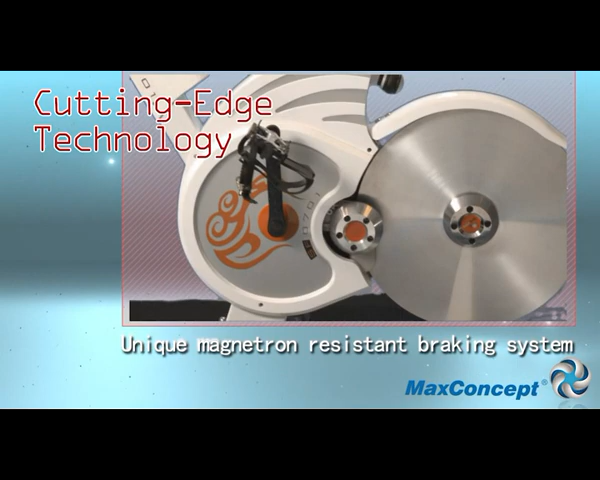 Cutting-Edge
Technology
Unique magnetron resistant braking system
MaxConcept®